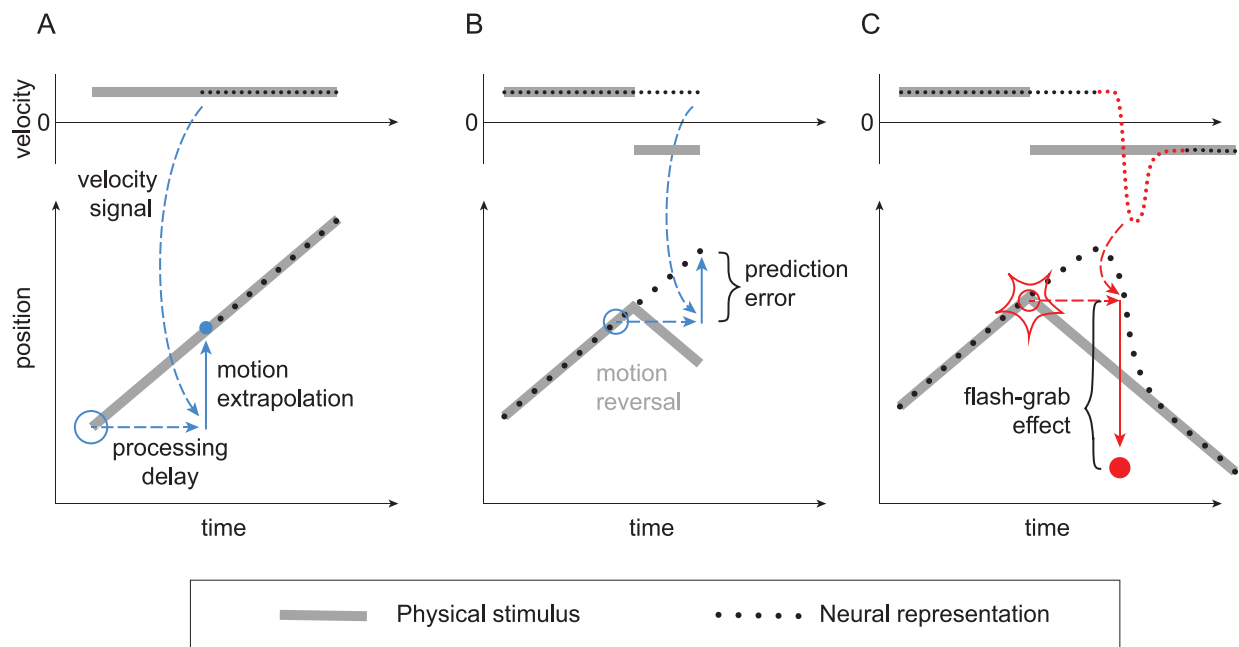 A
velocity
0
velocity
signal
position
motion
extrapolation
processing
delay
time
B
0
prediction
error
motion
reversal
time
C
0
flash-grab
effect
time
Physical stimulus
Neural representation